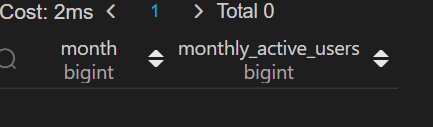 Cost: 2ms < 1 > Total 0
month monthly_active_users
bigint bigint